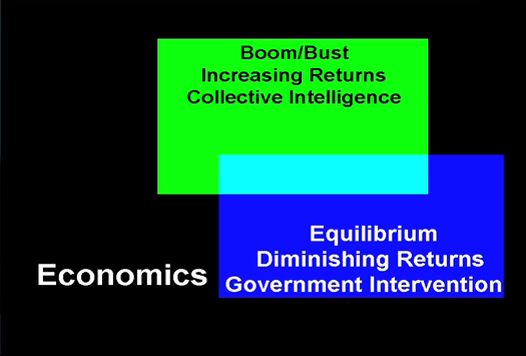 Boom/Bust
Increasing Returns
Collective Intelligence
Equilibrium
Diminishing Returns
Economics
Government Intervention